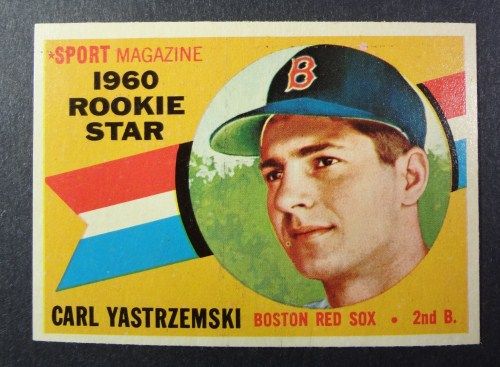 *SPORT MAGAZINE
1960
ROOKIE
STAR
B
CARL YASTRZEMSKI BOSTON RED SOX • 2nd B.